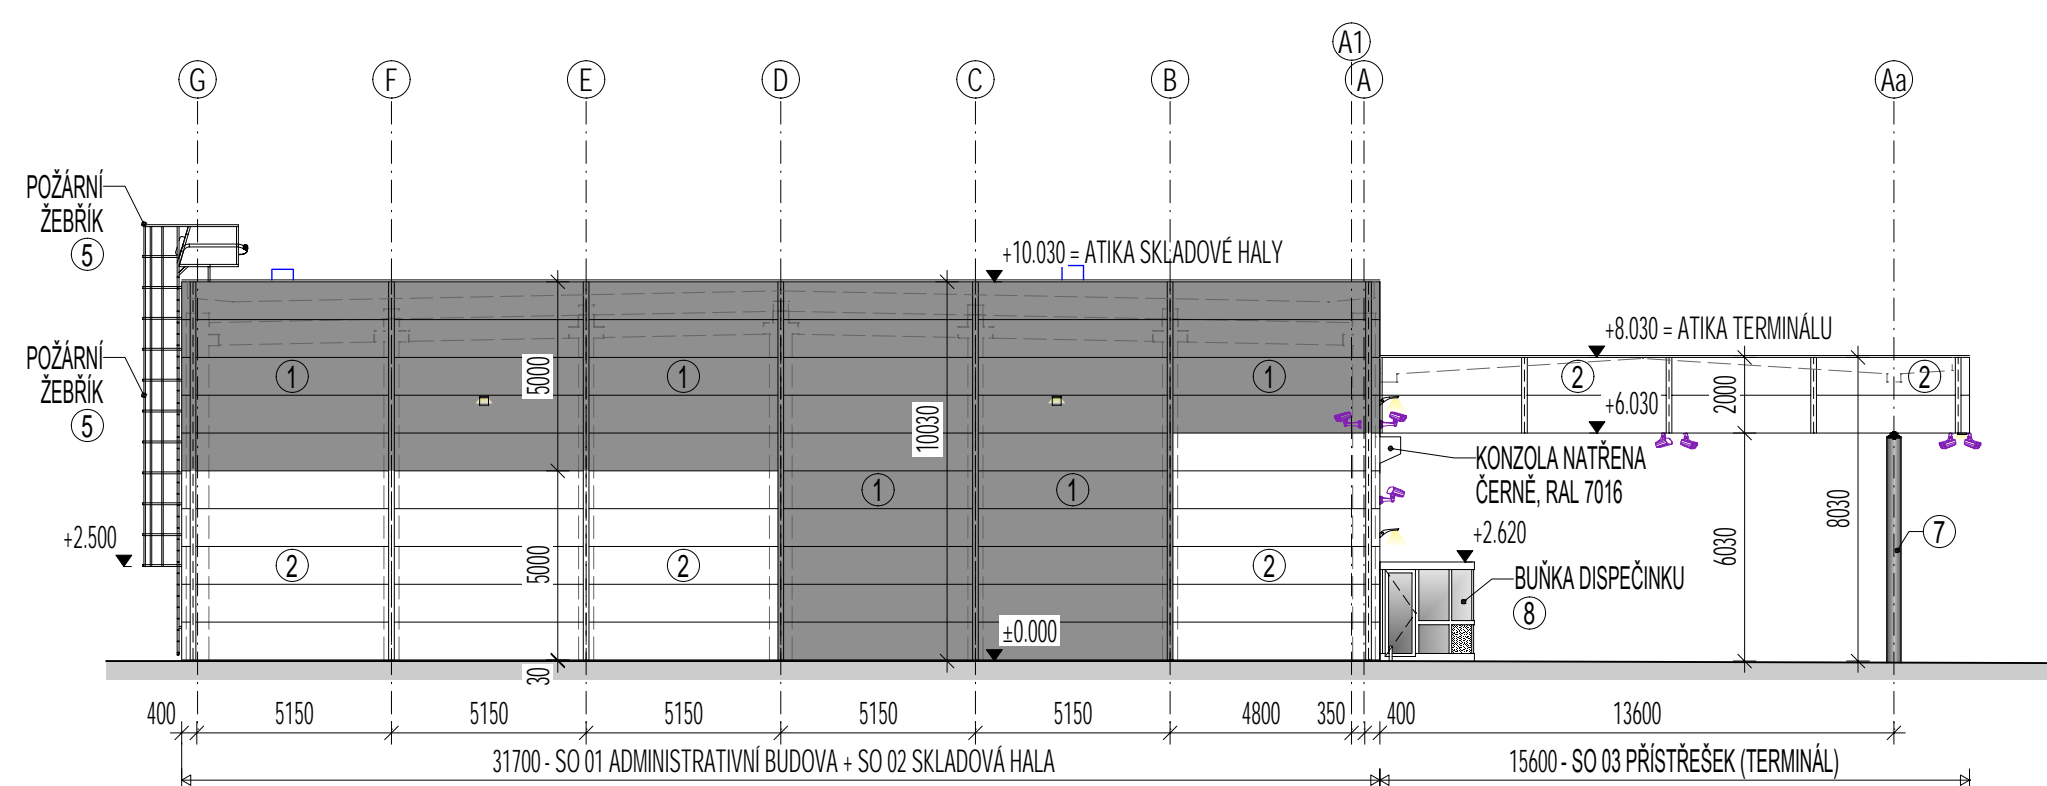 A1
G
F
E
D
C
B
A
Aa
POŽÁRNÍ
ŽEBŘÍK
5
+10.030 = ATIKA SKLADOVÉ HALY
+8.030 = ATIKA TERMINÁLU
POŽÁRNÍ
ŽEBŘÍK
5
1
5000
1
1
2
2
2000
+6.030
10030
KONZOLA NATŘENA
ČERNĚ, RAL 7016
1
1
8030
+2.500
+2.620
6030
7
2
5000
2
2
BUŇKA DISPEČINKU
8
±0.000
30
400
5150
5150
5150
5150
5150
4800
350
400
13600
31700 - SO 01 ADMINISTRATIVNÍ BUDOVA + SO 02 SKLADOVÁ HALA
15600 - SO 03 PŘÍSTŘEŠEK (TERMINÁL)